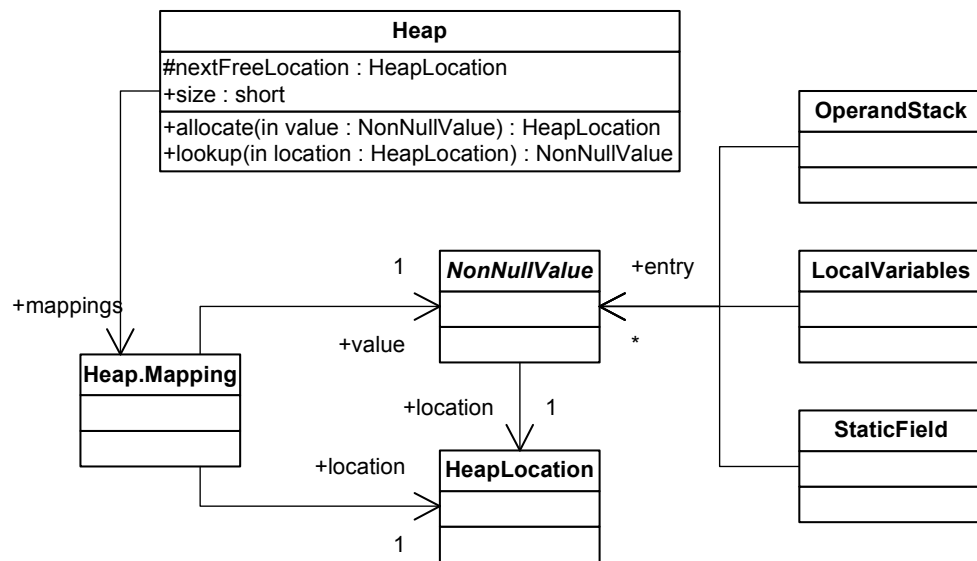 Heap
#nextFreeLocation : HeapLocation
+size : short
+allocate(in value : NonNullValue) : HeapLocation
+lookup(in location : HeapLocation) : NonNullValue
OperandStack
1
NonNullValue
+entry
LocalVariables
+mappings
+value
*
Heap.Mapping
+location
1
StaticField
+location
HeapLocation
1